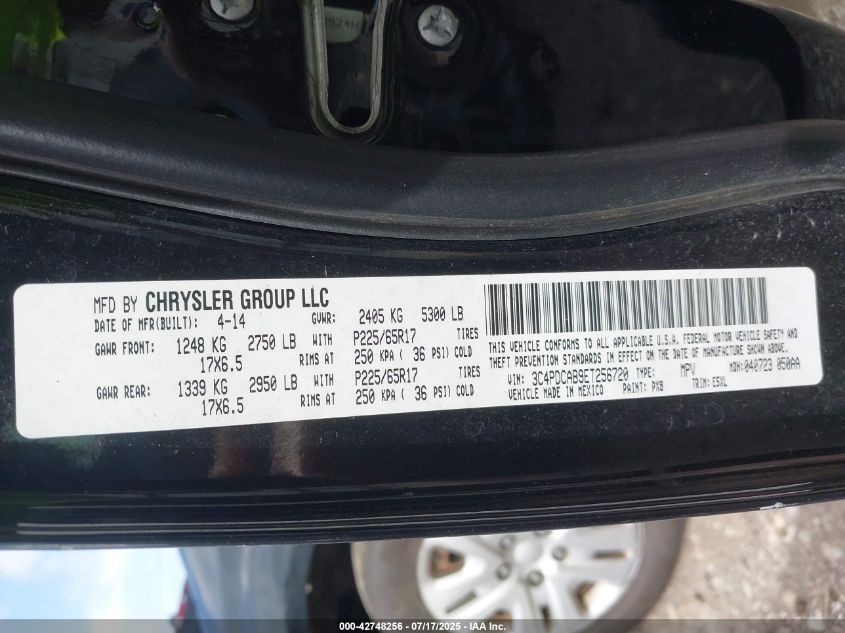 MFD BY CHRYSLER GROUP LLC
DATE OF MFR(BUILT): 4-14 GVWR: 2405 KG 5300 LB
GAWR FRONT: 1248 KG 2750 LB WITH P225/65R17 TIRES
17X6.5 RIMS AT 250 KPA ( 36 PSI) COLD
GAWR REAR: 1339 KG 2950 LB WITH P225/65R17 TIRES
17X6.5 RIMS AT 250 KPA ( 36 PSI) COLD
THIS VEHICLE CONFORMS TO ALL APPLICABLE U.S.A. FEDERAL MOTOR VEHICLE SAFETY AND
THEFT PREVENTION STANDARDS IN EFFECT ON THE DATE OF MANUFACTURE SHOWN ABOVE.
VIN: 3C4PDCAB9ET256720 TYPE: MPV MDH: 040723 050AA
VEHICLE MADE IN MEXICO PAINT: PX8 TRIM: E5XL
000-42748256 - 07/17/2025 - IAA, Inc.